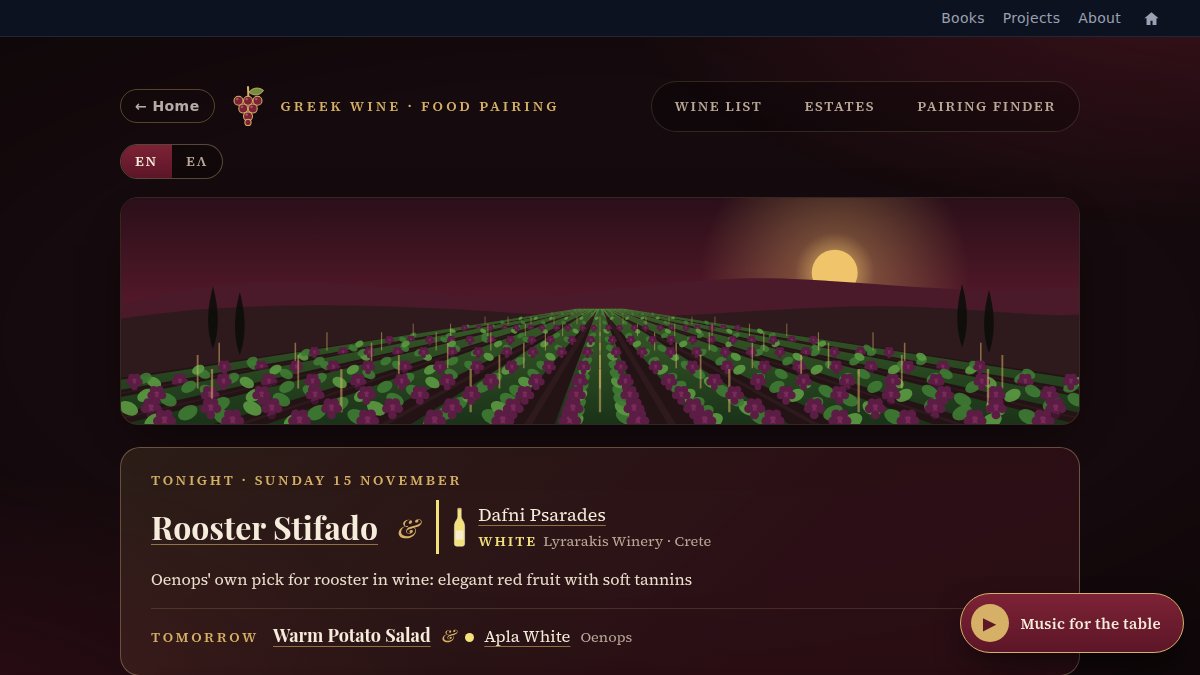 Books Projects About
← Home
GREEK WINE · FOOD PAIRING
WINE LIST ESTATES PAIRING FINDER
EN ΕΛ
TONIGHT · SUNDAY 15 NOVEMBER
Rooster Stifado & Dafni Psarades
WHITE Lyrarakis Winery · Crete
Oenops' own pick for rooster in wine: elegant red fruit with soft tannins
TOMORROW Warm Potato Salad & Apla White Oenops
Music for the table